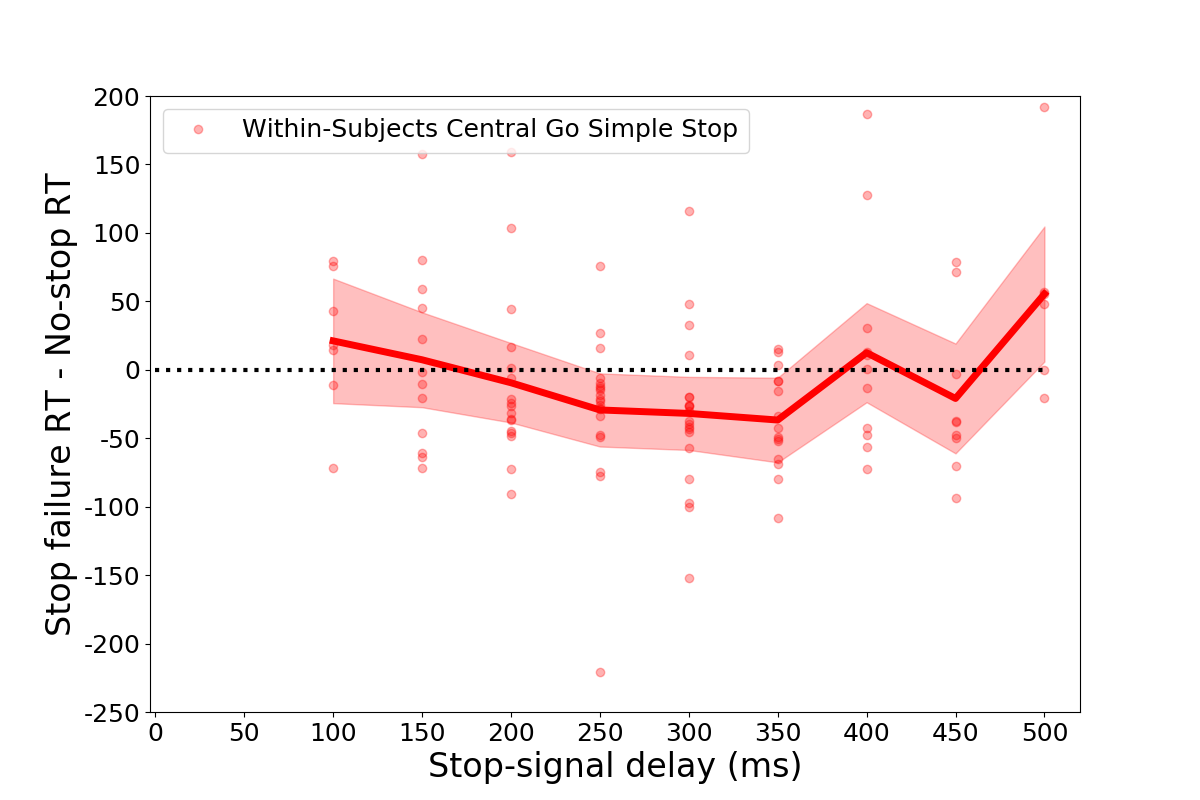 Within-Subjects Central Go Simple Stop
Stop failure RT - No-stop RT
200
150
100
50
0
-50
-100
-150
-200
-250
0 50 100 150 200 250 300 350 400 450 500
Stop-signal delay (ms)